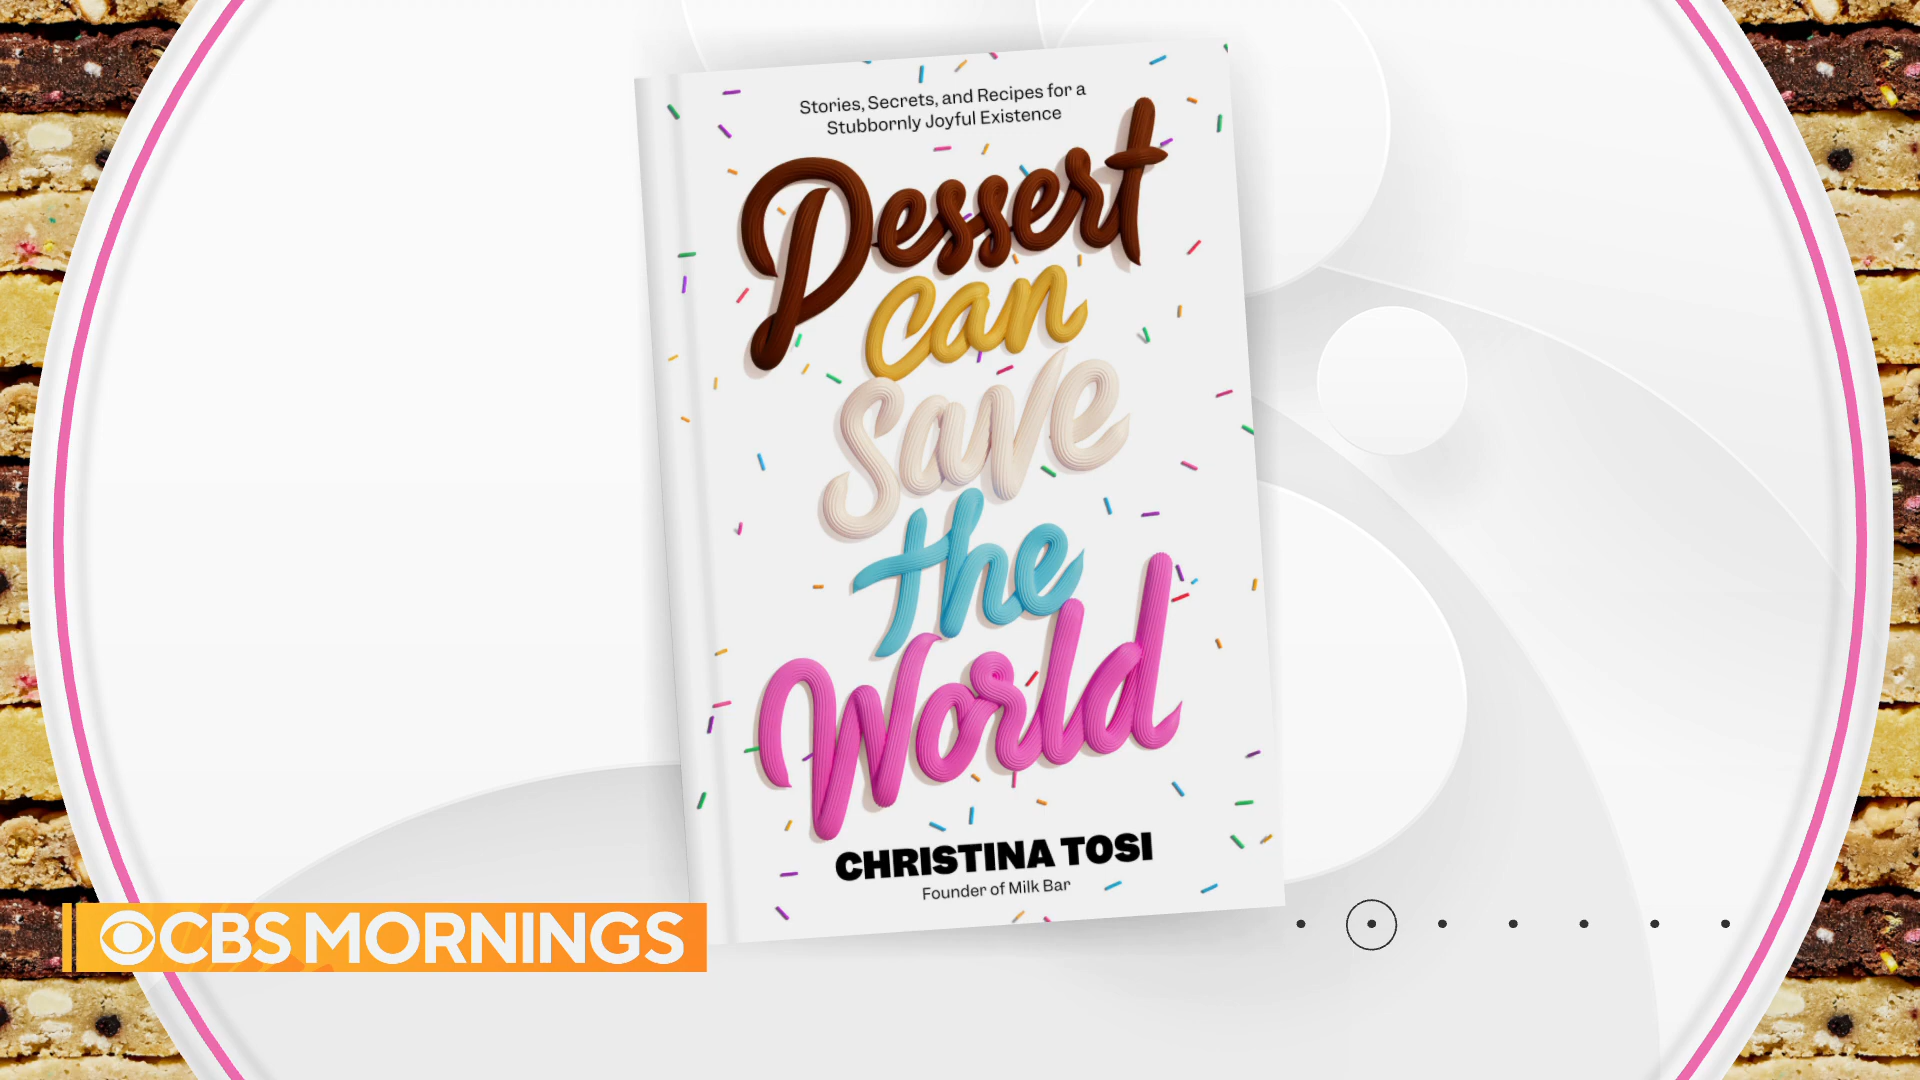 Stories, Secrets, and Recipes for a
Stubbornly Joyful Existence
Dessert
can
save
the
World
CHRISTINA TOSI
Founder of Milk Bar
CBS MORNINGS